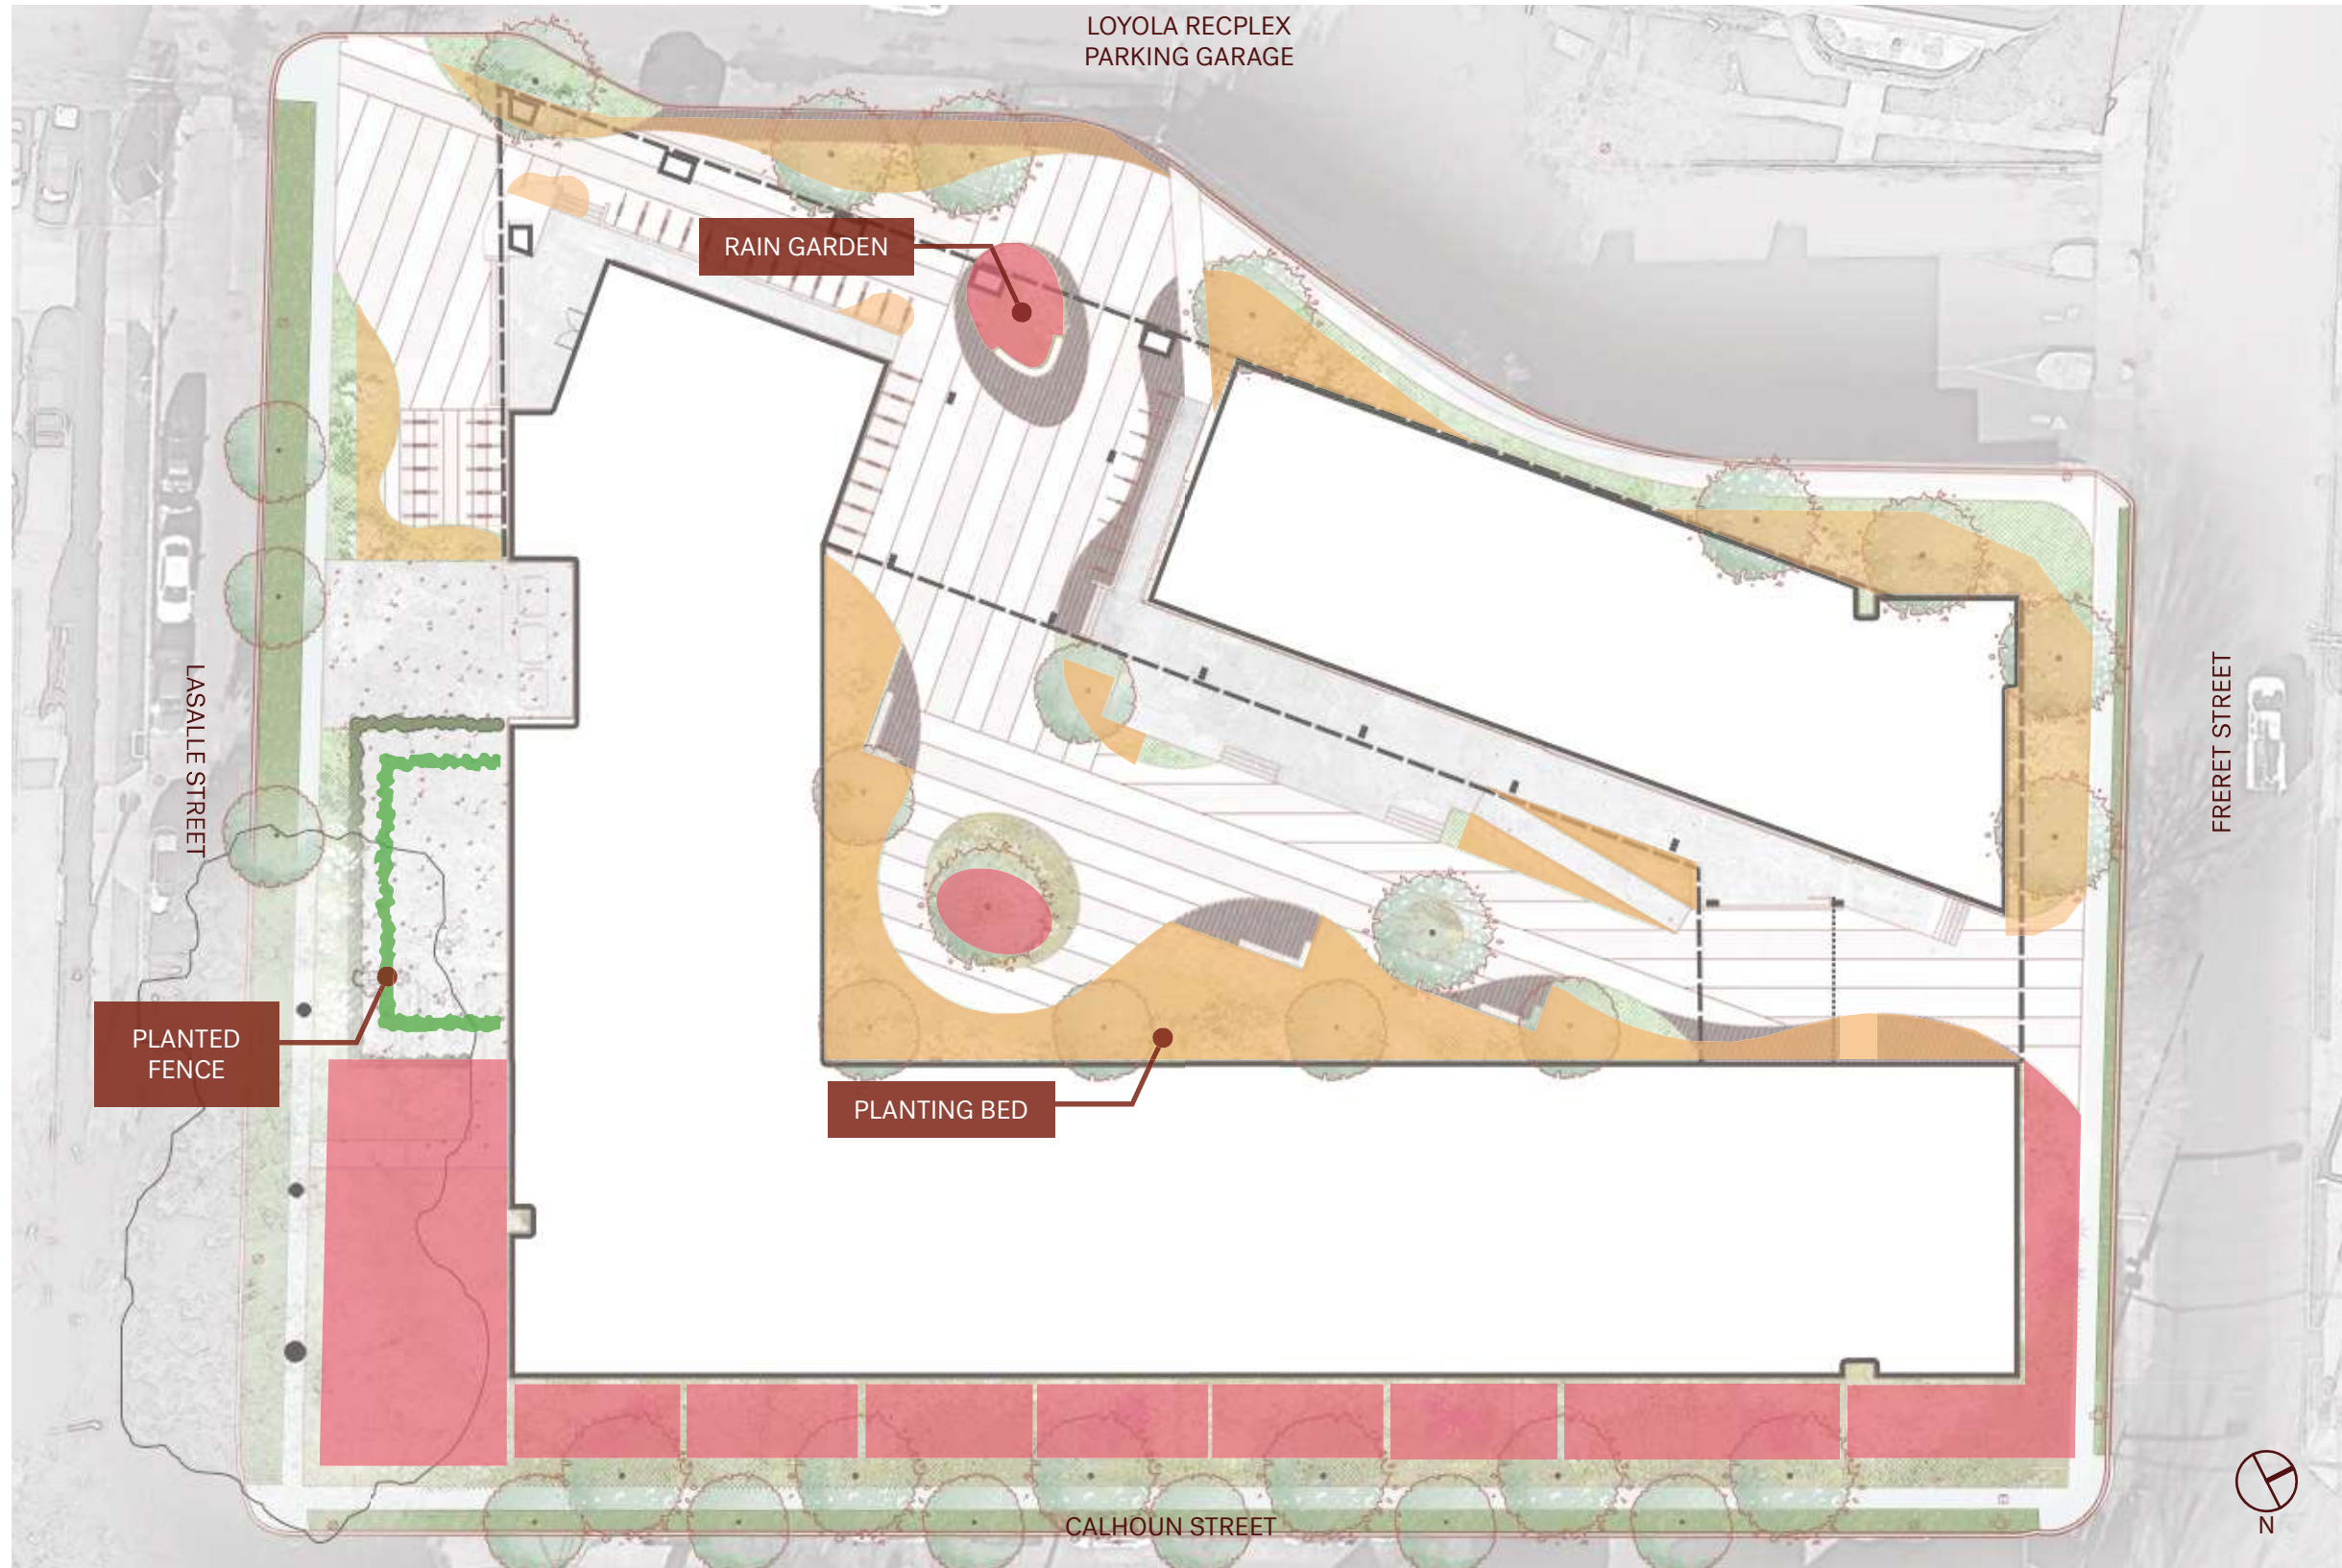 LOYOLA RECPLEX
PARKING GARAGE
RAIN GARDEN
LASALLE STREET
FRERET STREET
PLANTED
FENCE
PLANTING BED
CALHOUN STREET
N